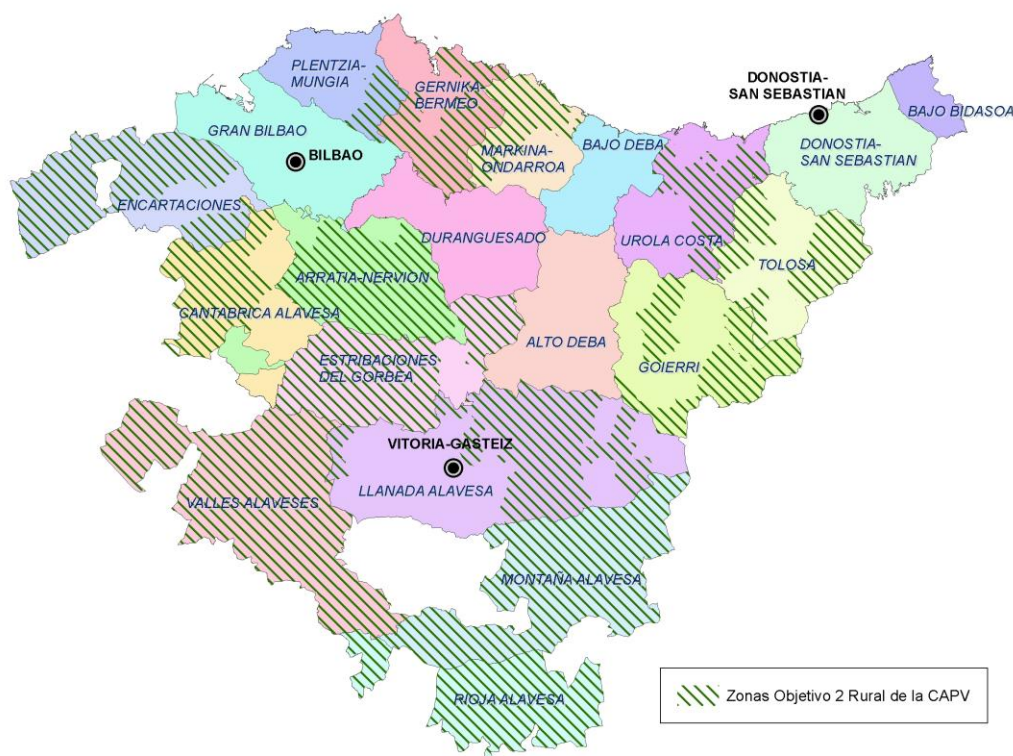 PLENTZIA-
MUNGIA
GERNIKA-
BERMEO
DONOSTIA-
SAN SEBASTIAN
BAJO BIDASOA
GRAN BILBAO
BILBAO
MARKINA-
ONDARROA
BAJO DEBA
DONOSTIA-
SAN SEBASTIAN
ENCARTACIONES
DURANGUESADO
UROLA COSTA
TOLOSA
ARRATIA-NERVION
CANTABRICA ALAVESA
ESTRIBACIONES
DEL GORBEA
ALTO DEBA
GOIERRI
VITORIA-GASTEIZ
LLANADA ALAVESA
VALLES ALAVESES
MONTAÑA ALAVESA
RIOJA ALAVESA
Zonas Objetivo 2 Rural de la CAPV